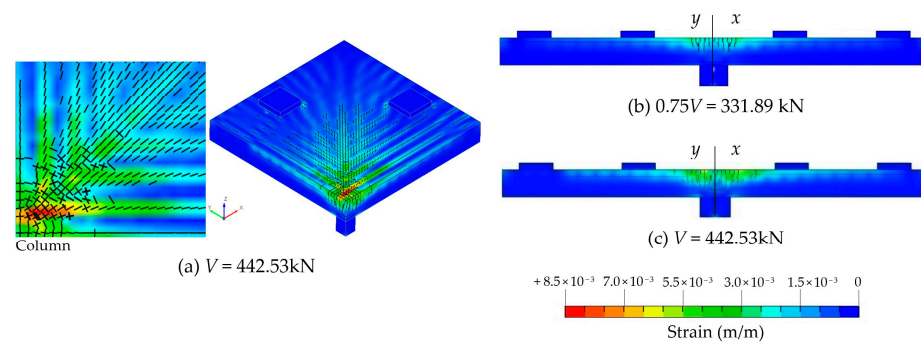 Column
Z
Y
X
(a) V = 442.53kN
y x
(b) 0.75V = 331.89 kN
y x
(c) V = 442.53kN
+ 8.5×10⁻³ 7.0×10⁻³ 5.5×10⁻³ 3.0×10⁻³ 1.5×10⁻³ 0
Strain (m/m)